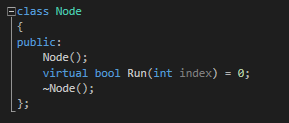 class Node
{
public:
    Node();
    virtual bool Run(int index) = 0;
    ~Node();
};